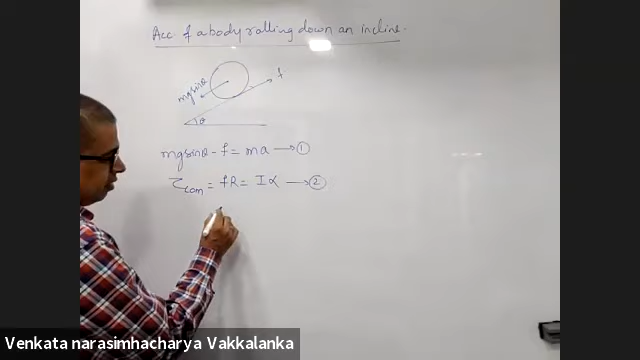 Acc. of a body rolling down an incline.
f
mg sinθ
θ
mg sinθ - f = ma → ①
τcom = fR = Iα → ②
Venkata narasimhacharya Vakkalanka